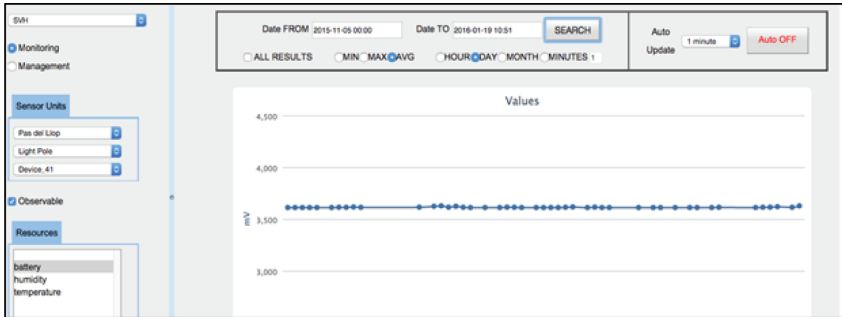 SVH
Monitoring
Management
Sensor Units
Pas del Llop
Light Pole
Device_41
Observable
Resources
battery
humidity
temperature
Date FROM 2015-11-05 00:00 Date TO 2016-01-19 10:51 SEARCH
ALL RESULTS MIN MAX AVG HOUR DAY MONTH MINUTES 1
Auto Update 1 minute Auto OFF
Values
4,500
4,000
3,500
3,000
mV